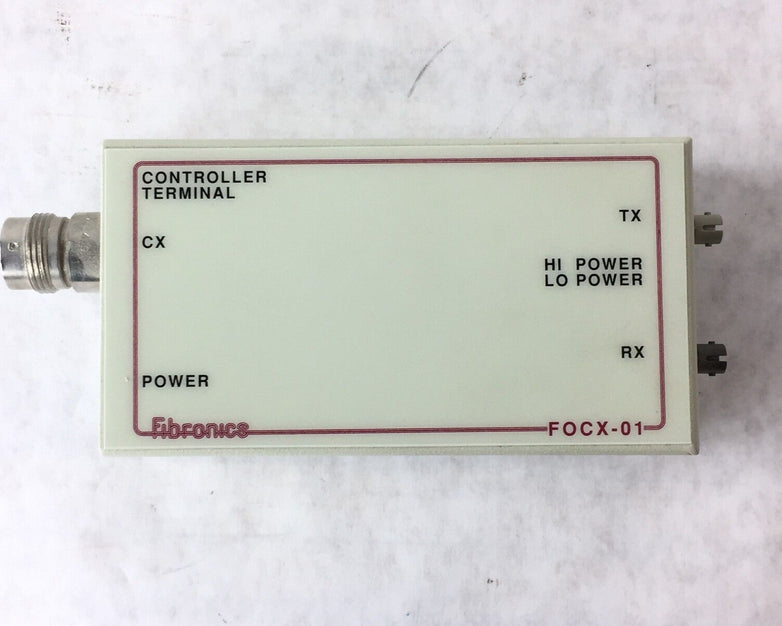 CONTROLLER
TERMINAL
TX
CX
HI POWER
LO POWER
RX
POWER
Fibronics
FOCX-01